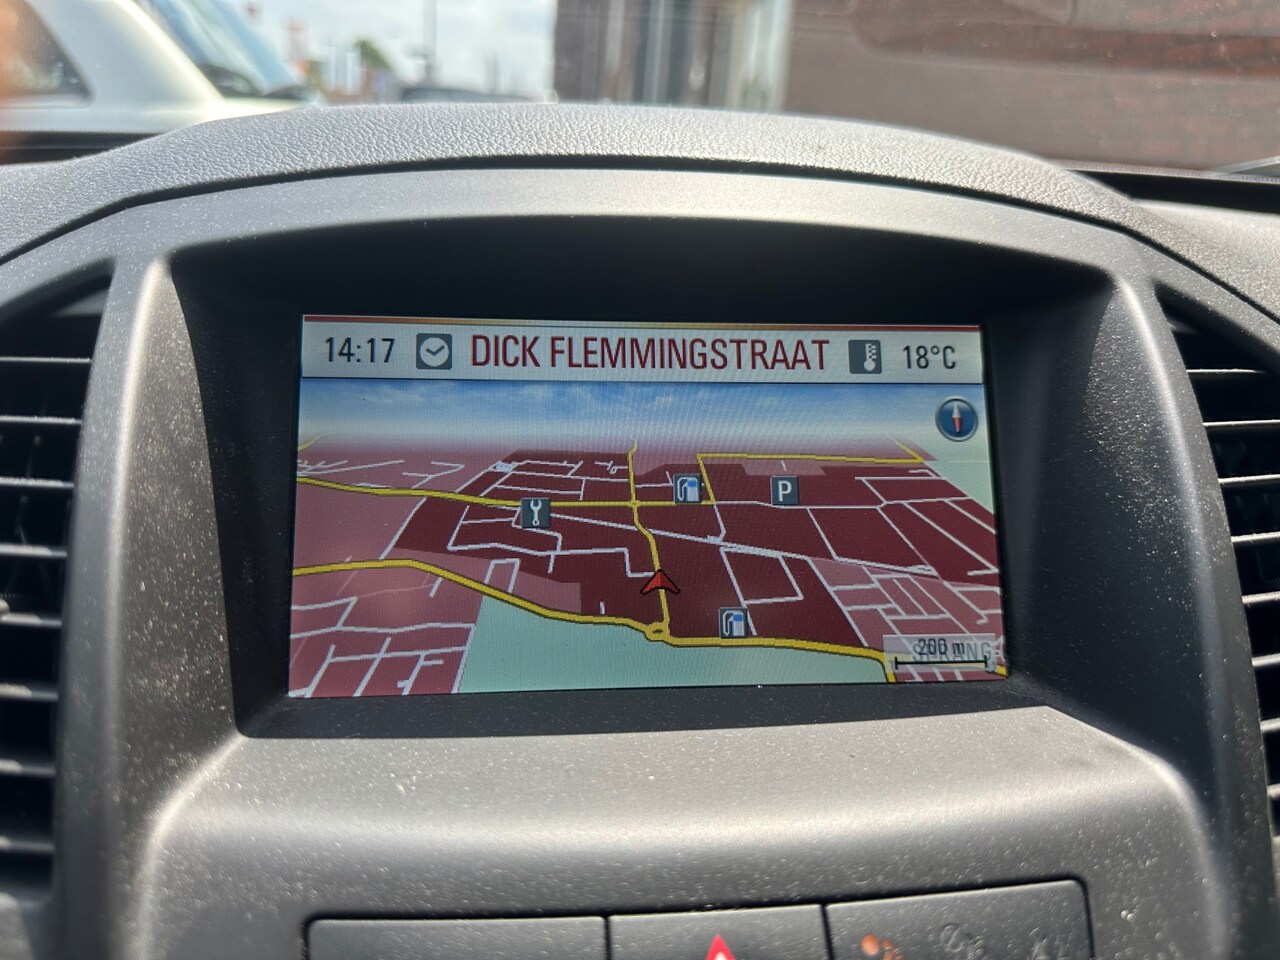 14:17 DICK FLEMMINGSTRAAT 18°C
P
200 m